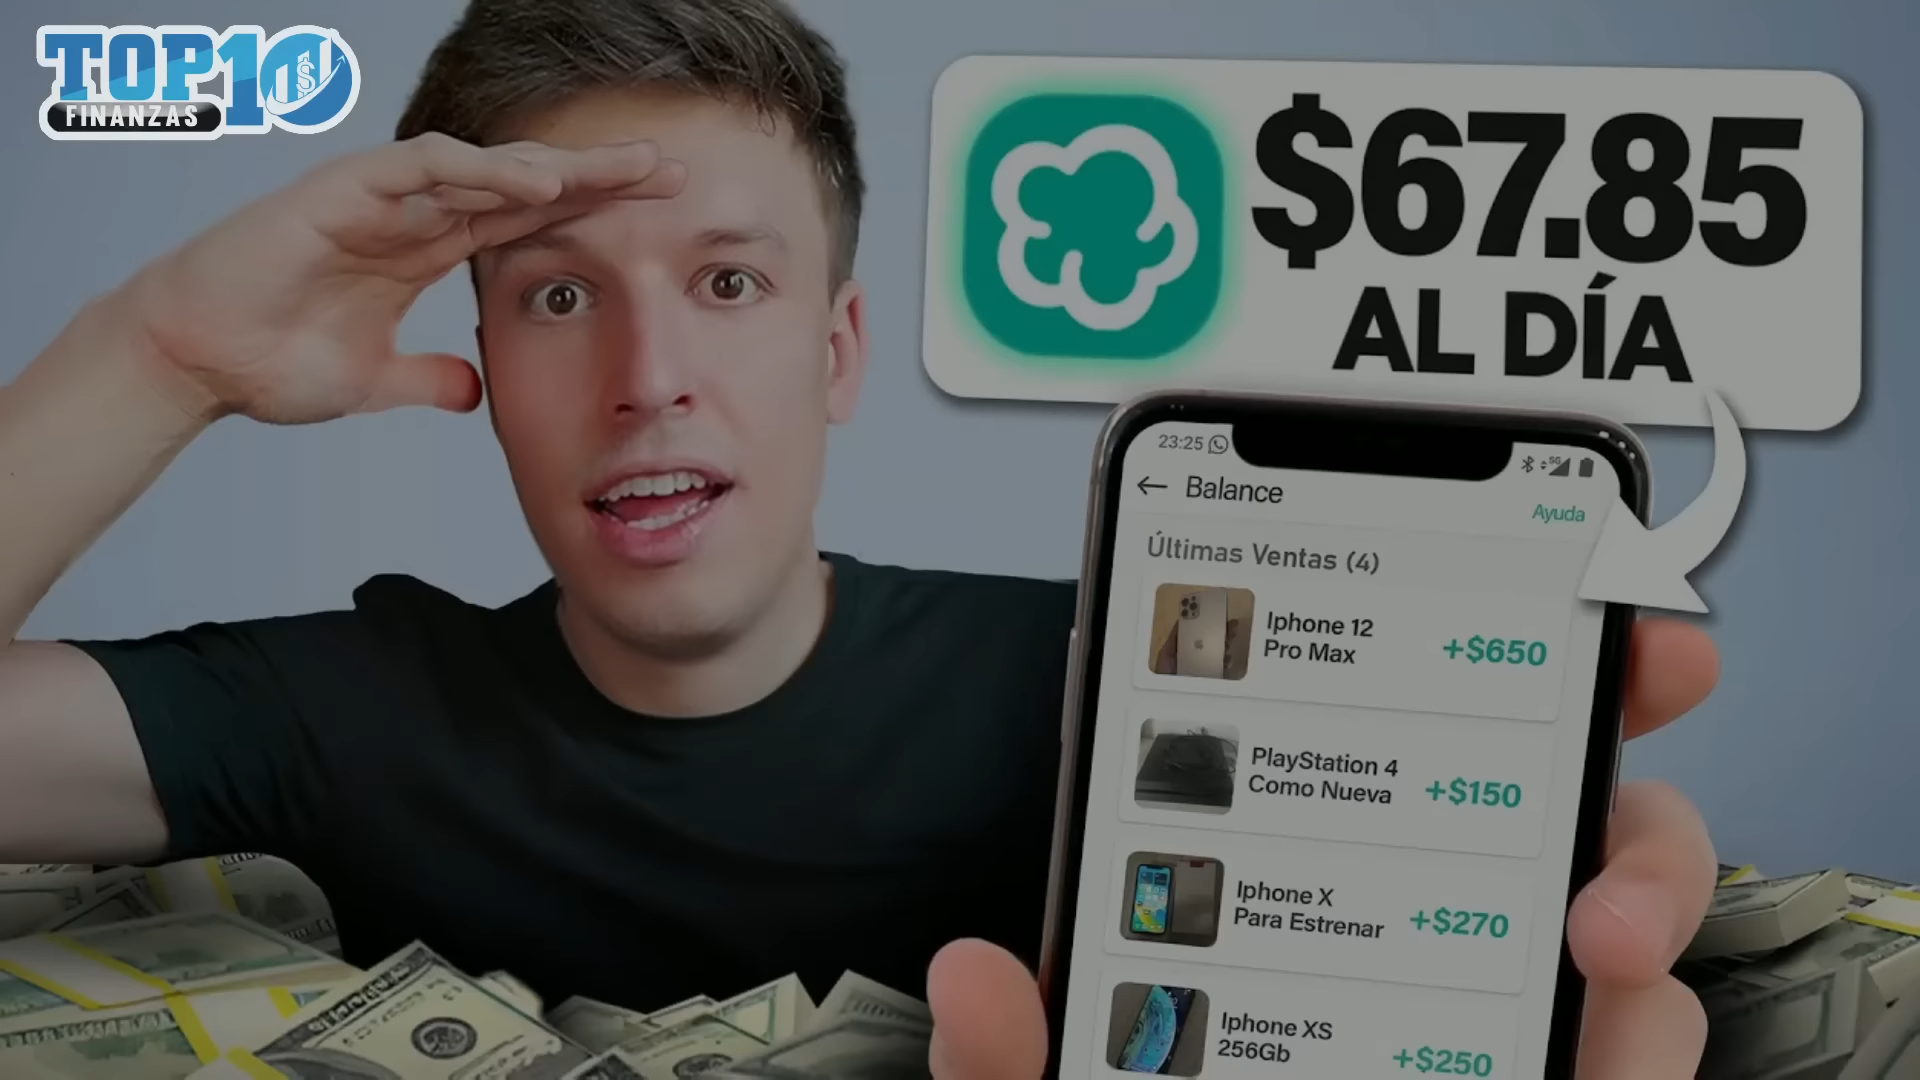 TOP10
FINANZAS
$67.85
AL DÍA
23:25
5G
← Balance
Ayuda
Últimas Ventas (4)
Iphone 12
Pro Max
+$650
PlayStation 4
Como Nueva
+$150
Iphone X
Para Estrenar
+$270
Iphone XS
256Gb
+$250